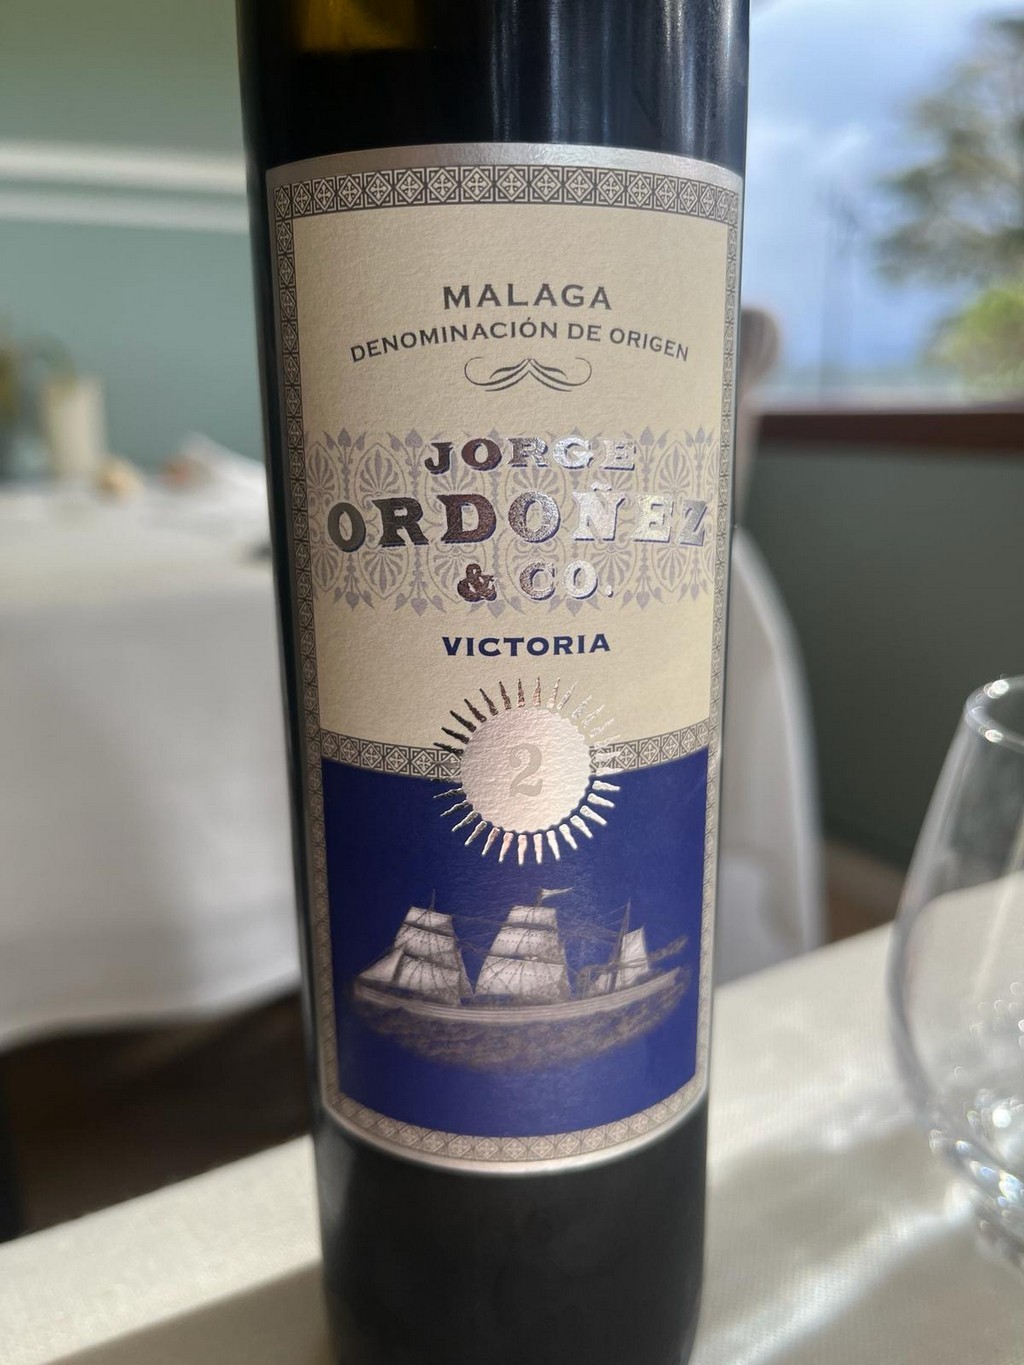 MALAGA
DENOMINACIÓN DE ORIGEN
JORGE
ORDOÑEZ
& CO.
VICTORIA
2